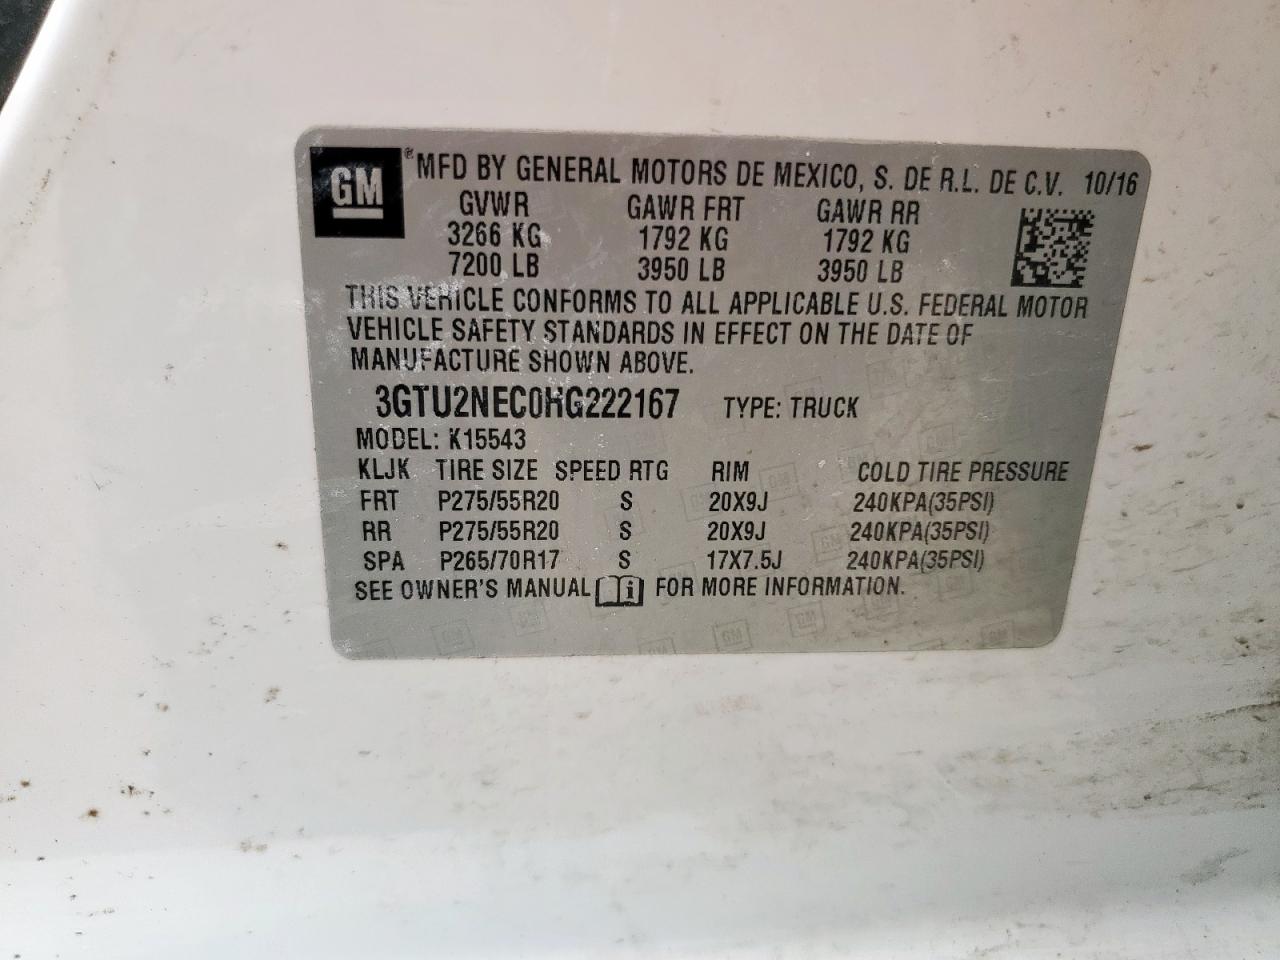 GM ® MFD BY GENERAL MOTORS DE MEXICO, S. DE R.L. DE C.V. 10/16
GVWR GAWR FRT GAWR RR
3266 KG 1792 KG 1792 KG
7200 LB 3950 LB 3950 LB
THIS VEHICLE CONFORMS TO ALL APPLICABLE U.S. FEDERAL MOTOR
VEHICLE SAFETY STANDARDS IN EFFECT ON THE DATE OF
MANUFACTURE SHOWN ABOVE.
3GTU2NEC0HG222167 TYPE: TRUCK
MODEL: K15543
KLJK TIRE SIZE SPEED RTG RIM COLD TIRE PRESSURE
FRT P275/55R20 S 20X9J 240KPA(35PSI)
RR P275/55R20 S 20X9J 240KPA(35PSI)
SPA P265/70R17 S 17X7.5J 240KPA(35PSI)
SEE OWNER'S MANUAL i FOR MORE INFORMATION.